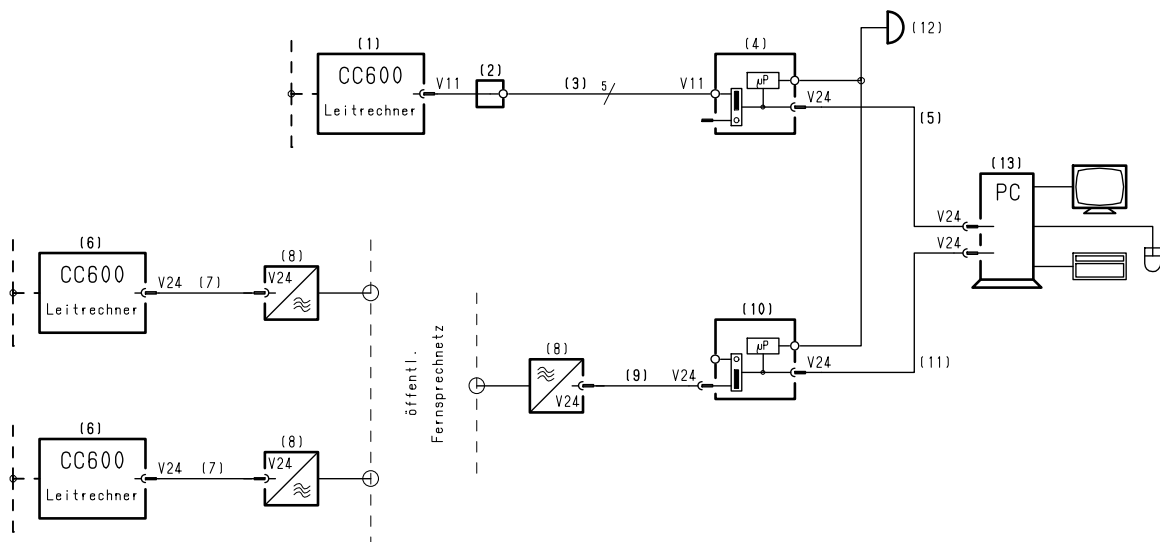 (12)
(1)
CC600
Leitrechner
V11
(2)
(3)
5
V11
(4)
µP
V24
(5)
(13)
PC
V24
V24
(6)
CC600
Leitrechner
V24
(7)
(8)
V24
öffentl.
Fernsprechnetz
(8)
V24
(9)
V24
(10)
µP
V24
(11)
(6)
CC600
Leitrechner
V24
(7)
(8)
V24